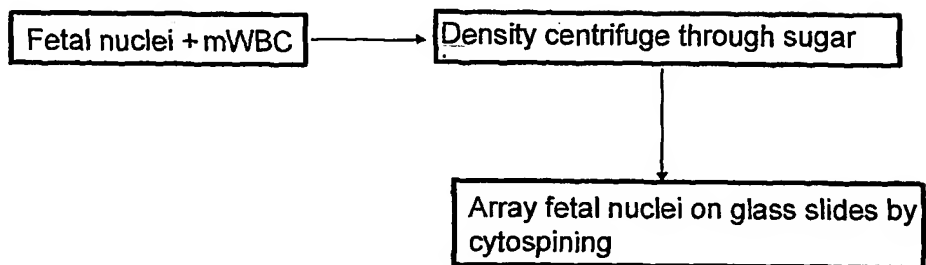 Fetal nuclei + mWBC
Density centrifuge through sugar
Array fetal nuclei on glass slides by
cytospining